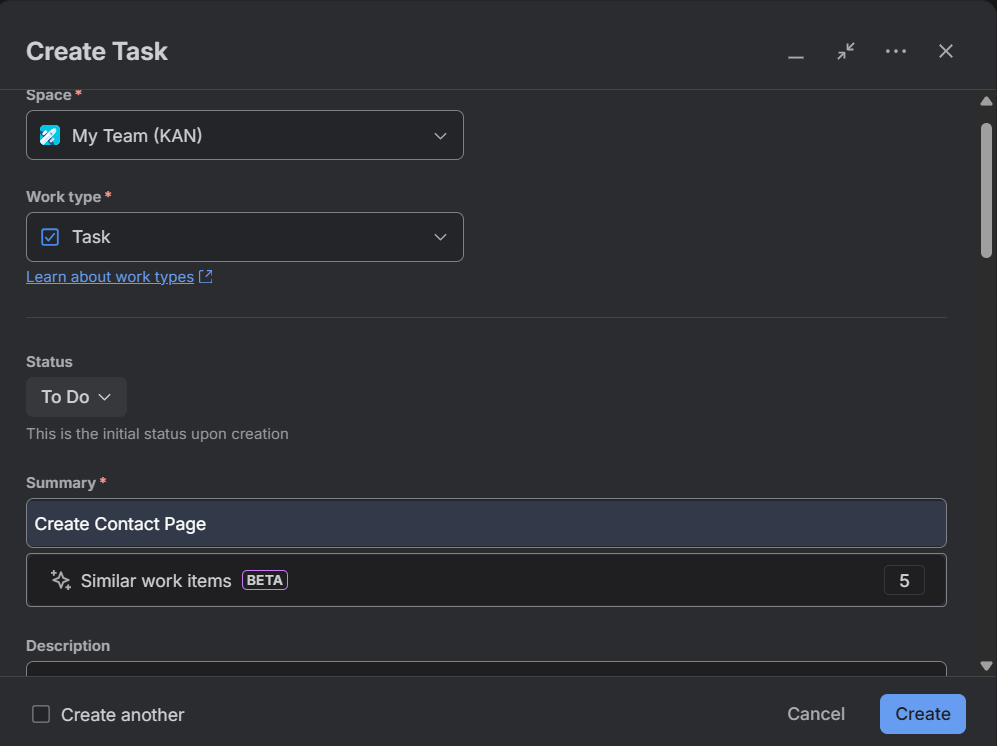 Create Task
Space *
My Team (KAN)
Work type *
Task
Learn about work types
Status
To Do
This is the initial status upon creation
Summary *
Create Contact Page
Similar work items BETA 5
Description
Create another Cancel Create